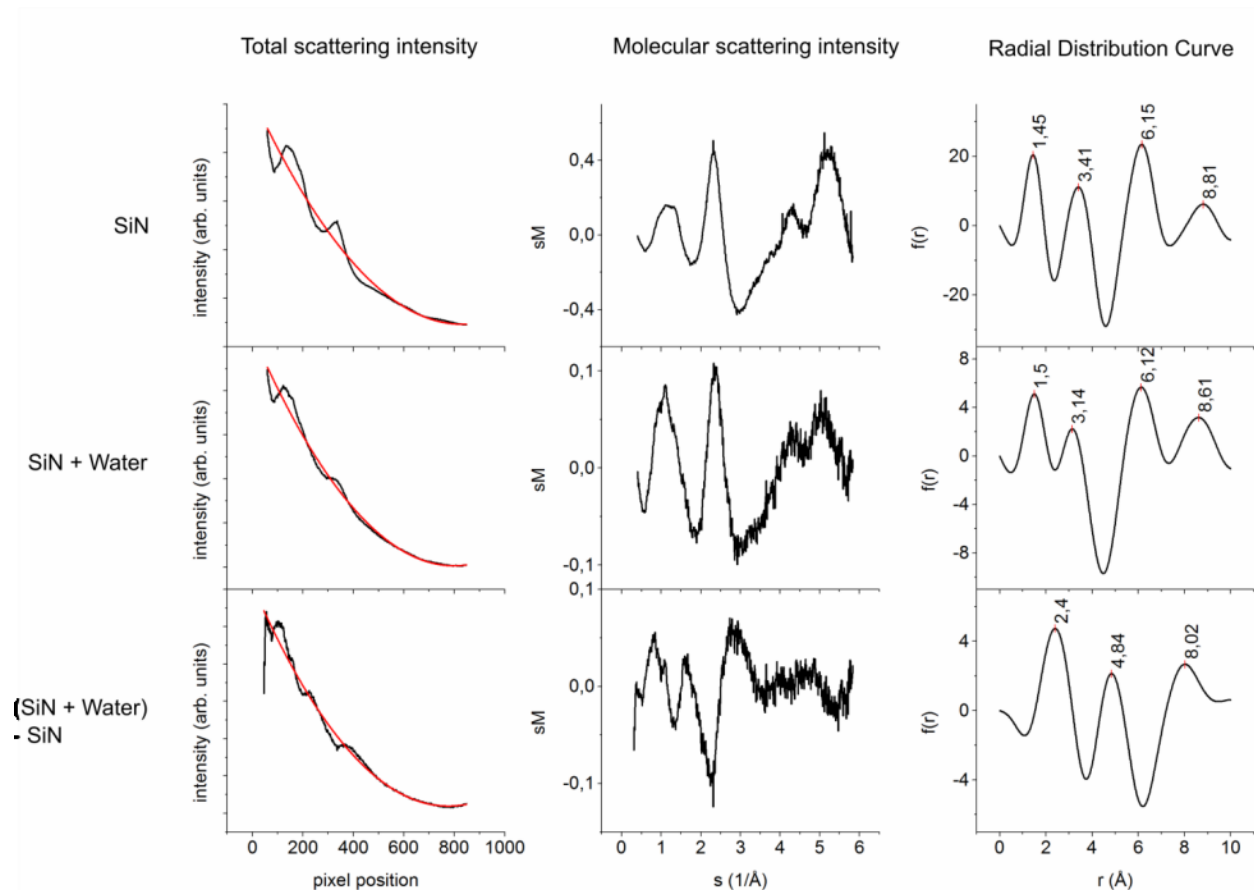 Total scattering intensity
Molecular scattering intensity
Radial Distribution Curve
SiN
intensity (arb. units)
sM
0,4
0,0
-0,4
f(r)
20
0
-20
1,45
3,41
6,15
8,81
SiN + Water
intensity (arb. units)
sM
0,1
0,0
-0,1
f(r)
8
4
0
-4
-8
1,5
3,14
6,12
8,61
(SiN + Water)
- SiN
intensity (arb. units)
sM
0,1
0,0
-0,1
f(r)
4
0
-4
2,4
4,84
8,02
0 200 400 600 800 1000
pixel position
0 1 2 3 4 5 6
s (1/Å)
0 2 4 6 8 10
r (Å)